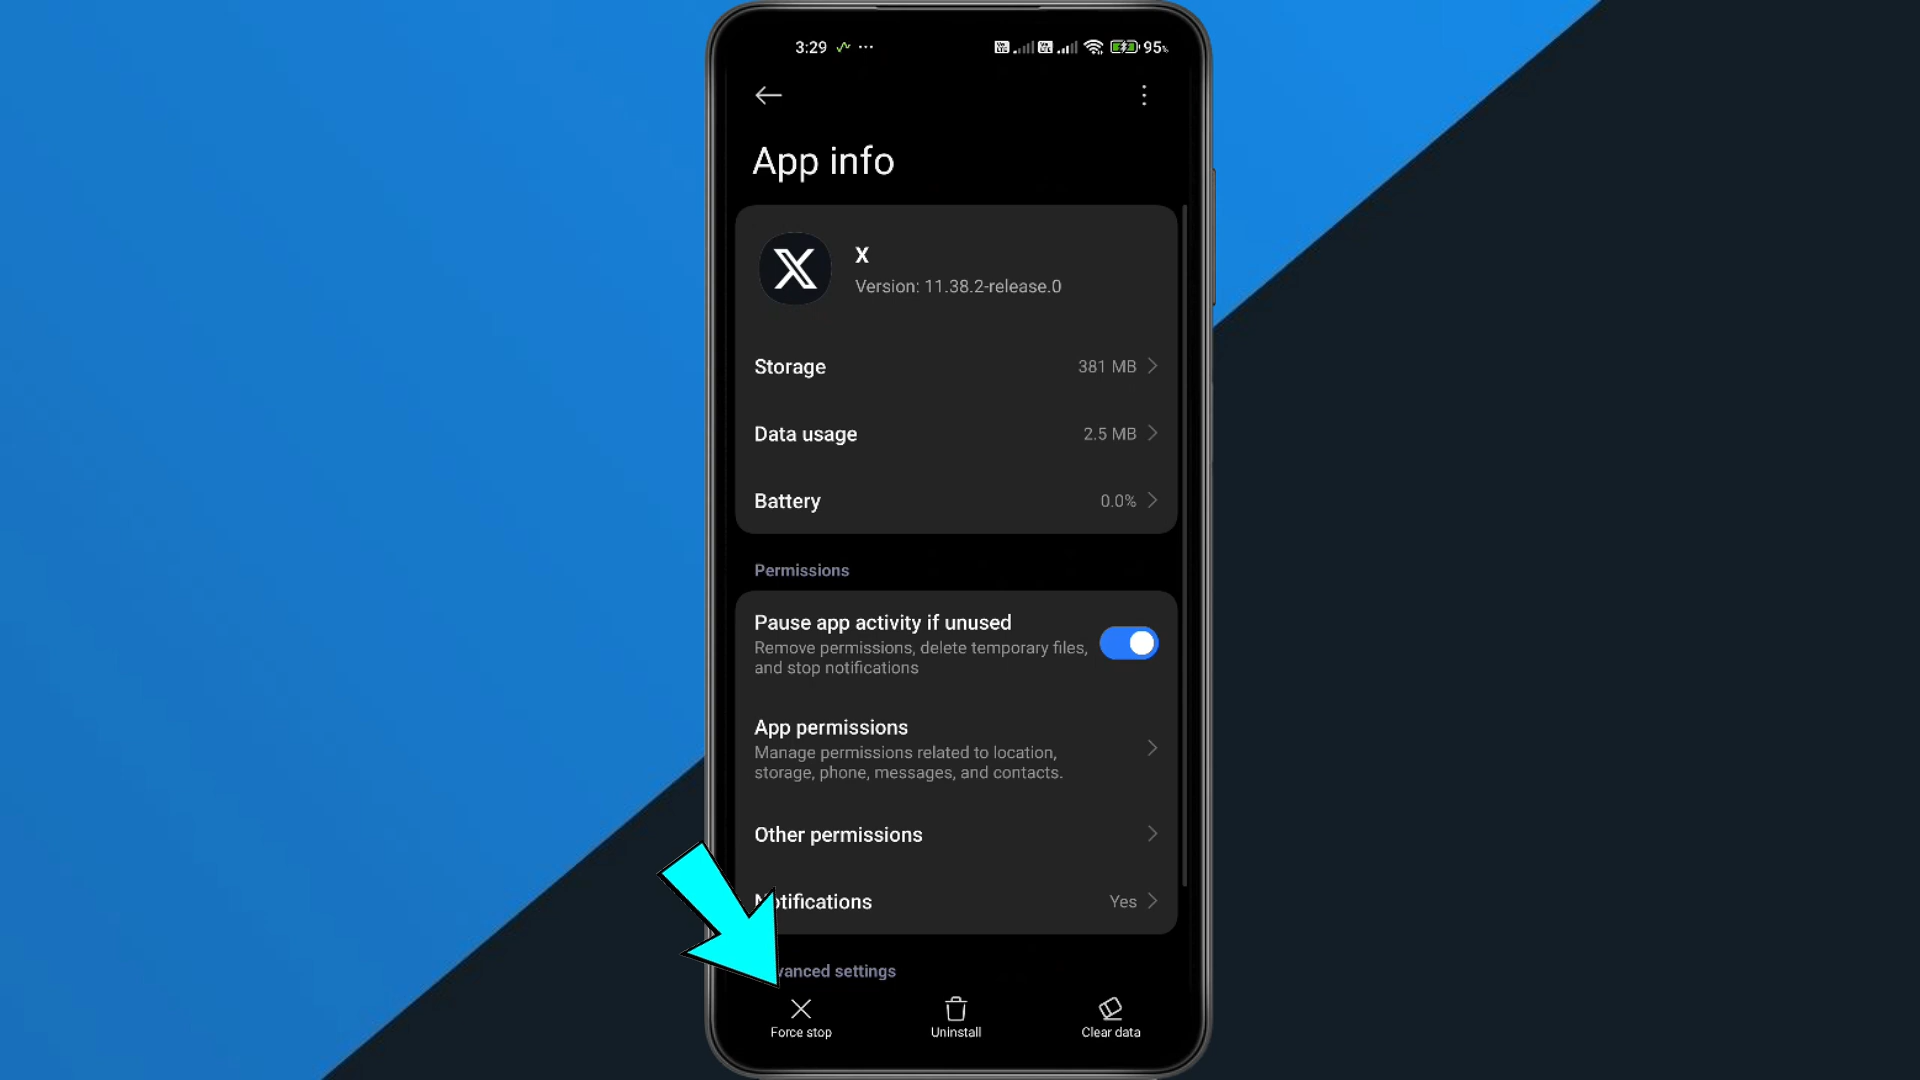 3:29
95%
App info
X
Version: 11.38.2-release.0
Storage 381 MB
Data usage 2.5 MB
Battery 0.0%
Permissions
Pause app activity if unused
Remove permissions, delete temporary files,
and stop notifications
App permissions
Manage permissions related to location,
storage, phone, messages, and contacts.
Other permissions
Notifications Yes
vanced settings
Force stop
Uninstall
Clear data